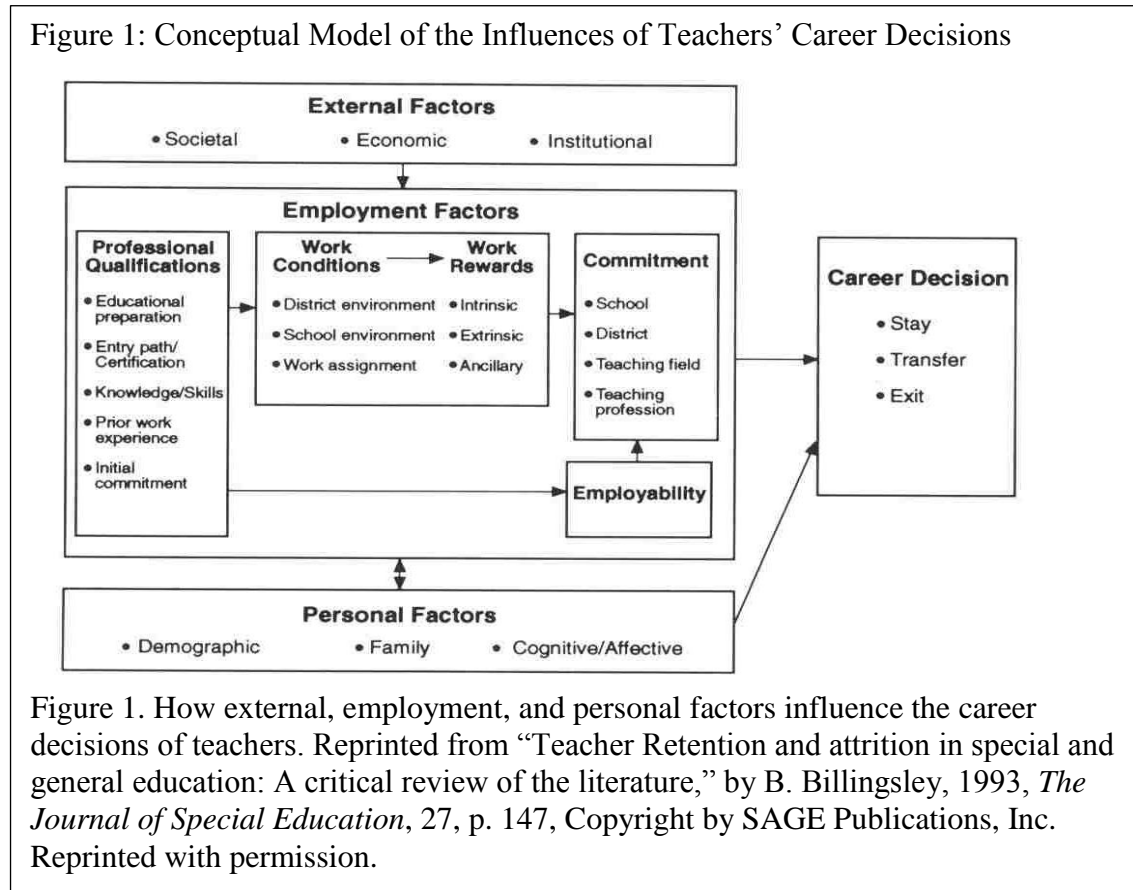 Figure 1: Conceptual Model of the Influences of Teachers’ Career Decisions
External Factors
• Societal • Economic • Institutional
Employment Factors
Professional
Qualifications
• Educational
preparation
• Entry path/
Certification
• Knowledge/Skills
• Prior work
experience
• Initial
commitment
Work
Conditions
• District environment
• School environment
• Work assignment
Work
Rewards
• Intrinsic
• Extrinsic
• Ancillary
Commitment
• School
• District
• Teaching field
• Teaching
profession
Employability
Career Decision
• Stay
• Transfer
• Exit
Personal Factors
• Demographic • Family • Cognitive/Affective
Figure 1. How external, employment, and personal factors influence the career
decisions of teachers. Reprinted from “Teacher Retention and attrition in special and
general education: A critical review of the literature,” by B. Billingsley, 1993, The
Journal of Special Education, 27, p. 147, Copyright by SAGE Publications, Inc.
Reprinted with permission.